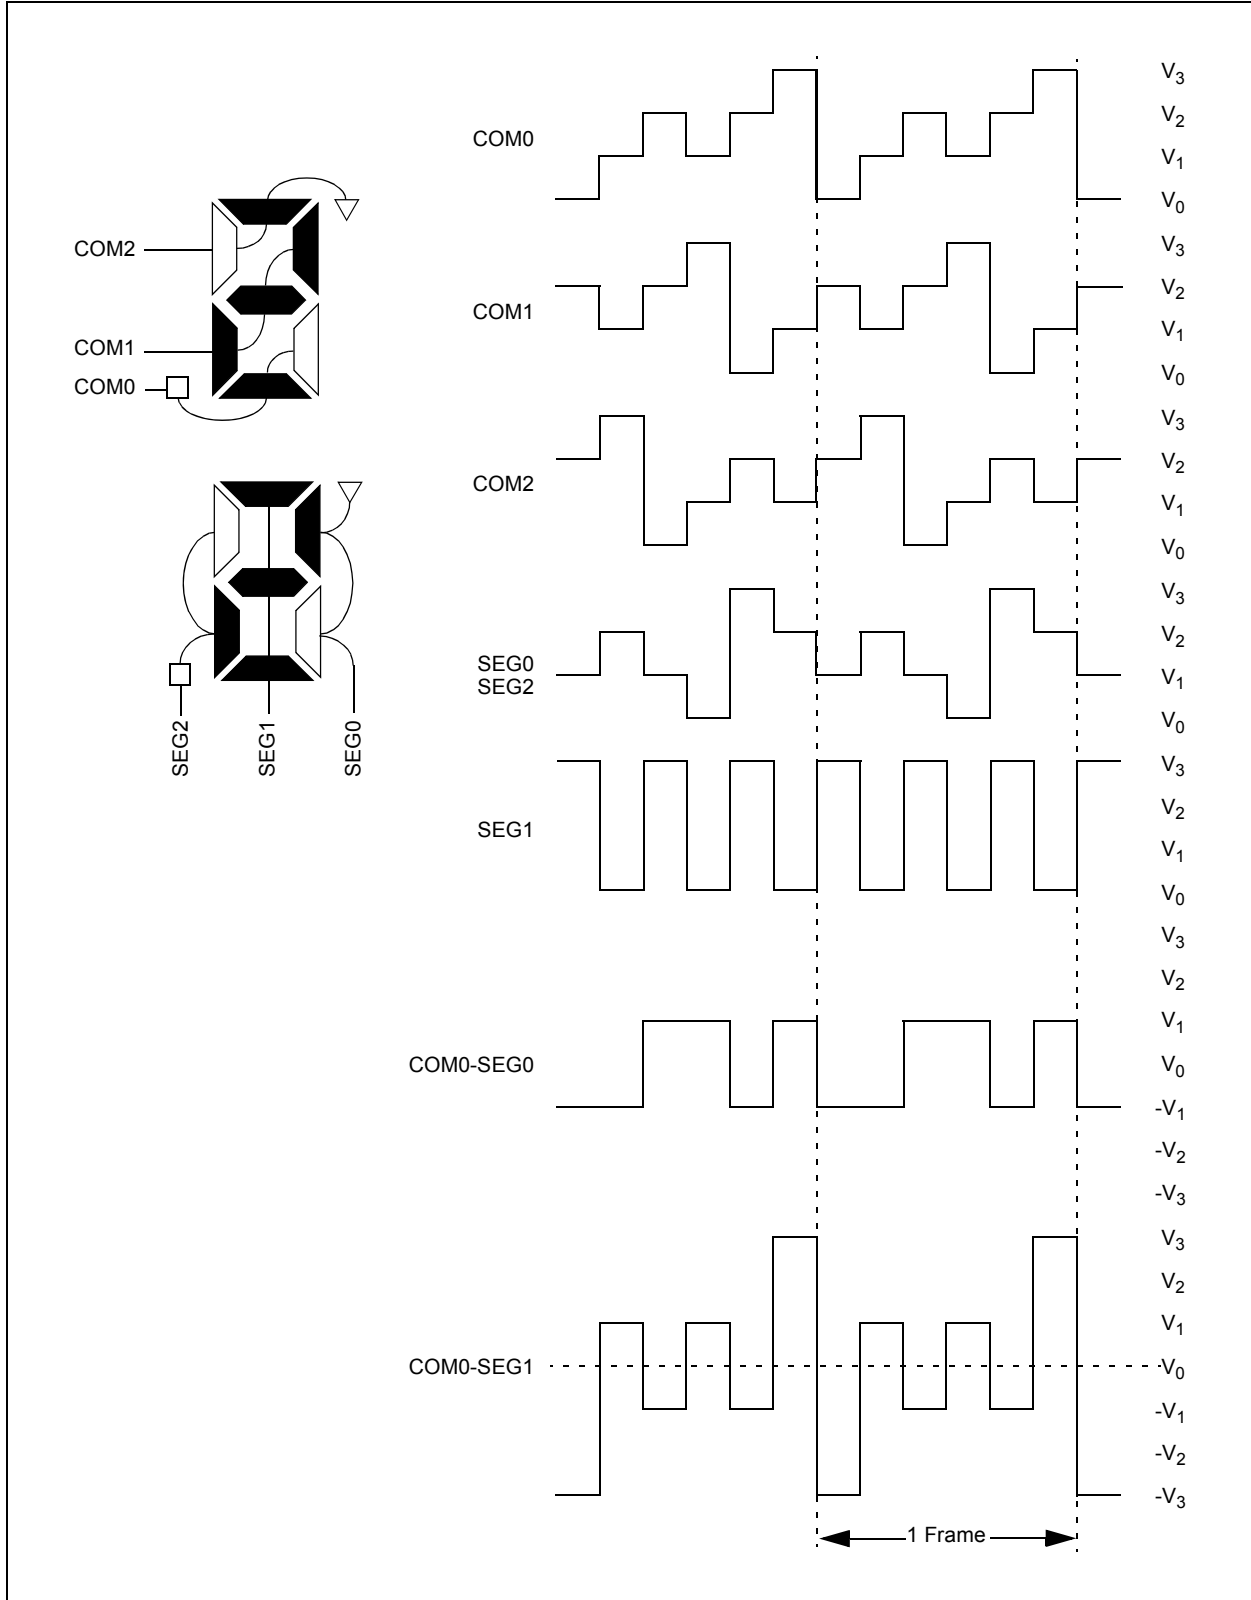 COM2
COM1
COM0
SEG2
SEG1
SEG0
COM0
V3
V2
V1
V0
COM1
V3
V2
V1
V0
COM2
V3
V2
V1
V0
SEG0
SEG2
V3
V2
V1
V0
SEG1
V3
V2
V1
V0
COM0-SEG0
V3
V2
V1
V0
-V1
-V2
-V3
COM0-SEG1
V3
V2
V1
V0
-V1
-V2
-V3
1 Frame